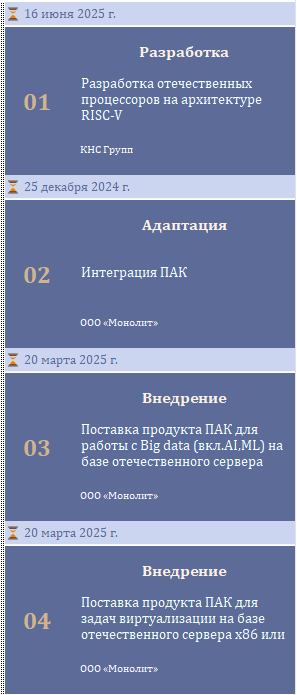 16 июня 2025 г.
Разработка
01
Разработка отечественных
процессоров на архитектуре
RISC-V
КНС Групп
25 декабря 2024 г.
Адаптация
02
Интеграция ПАК
ООО «Монолит»
20 марта 2025 г.
Внедрение
03
Поставка продукта ПАК для
работы с Big data (вкл.AI,ML) на
базе отечественного сервера
ООО «Монолит»
20 марта 2025 г.
Внедрение
04
Поставка продукта ПАК для
задач виртуализации на базе
отечественного сервера x86 или
ООО «Монолит»